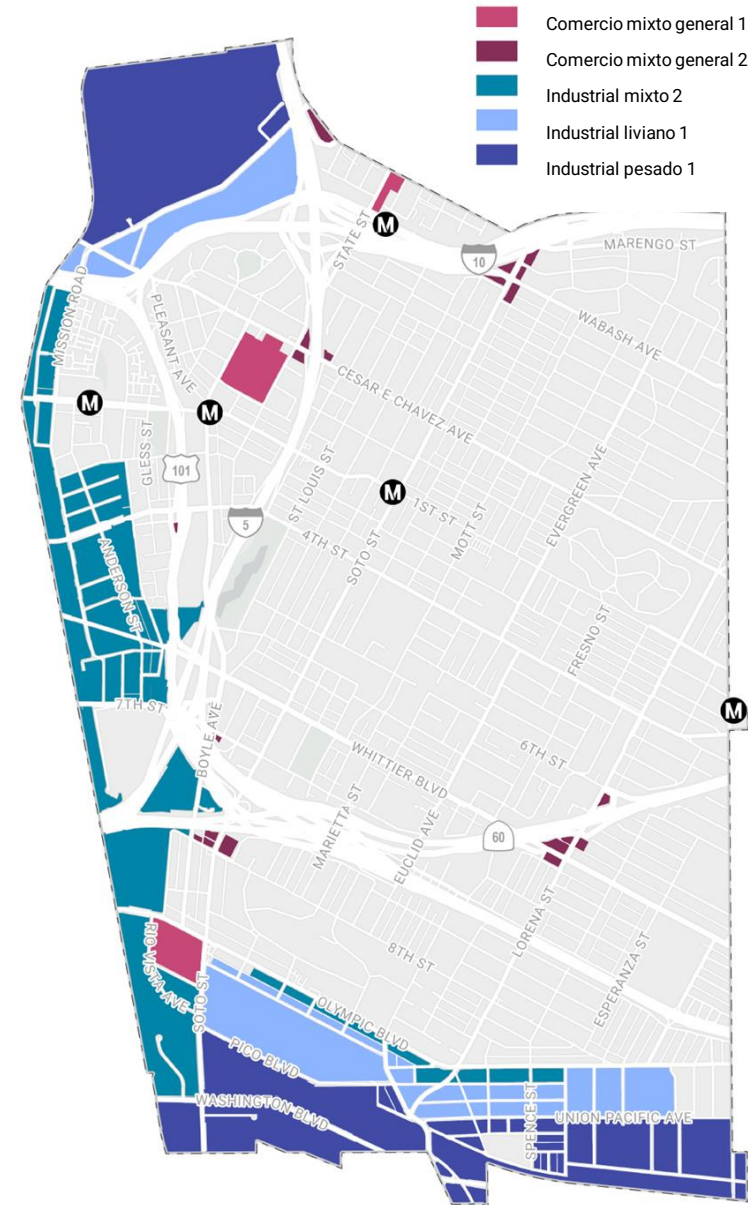 Comercio mixto general 1
Comercio mixto general 2
Industrial mixto 2
Industrial liviano 1
Industrial pesado 1
M
STATE ST
10
MARENGO ST
MISSION ROAD
PLEASANT AVE
WABASH AVE
CESAR E CHAVEZ AVE
M
M
GLESS ST
101
ST LOUIS ST
M
1ST ST
EVERGREEN AVE
5
4TH ST
SOTO ST
MOTT ST
ANDERSON ST
FRESNO ST
7TH ST
M
BOYLE AVE
WHITTIER BLVD
6TH ST
MARIETTA ST
EUCLID AVE
60
LORENA ST
8TH ST
ESPERANZA ST
RIO VISTA AVE
SOTO ST
OLYMPIC BLVD
PICO BLVD
WASHINGTON BLVD
SPENCE ST
UNION PACIFIC AVE